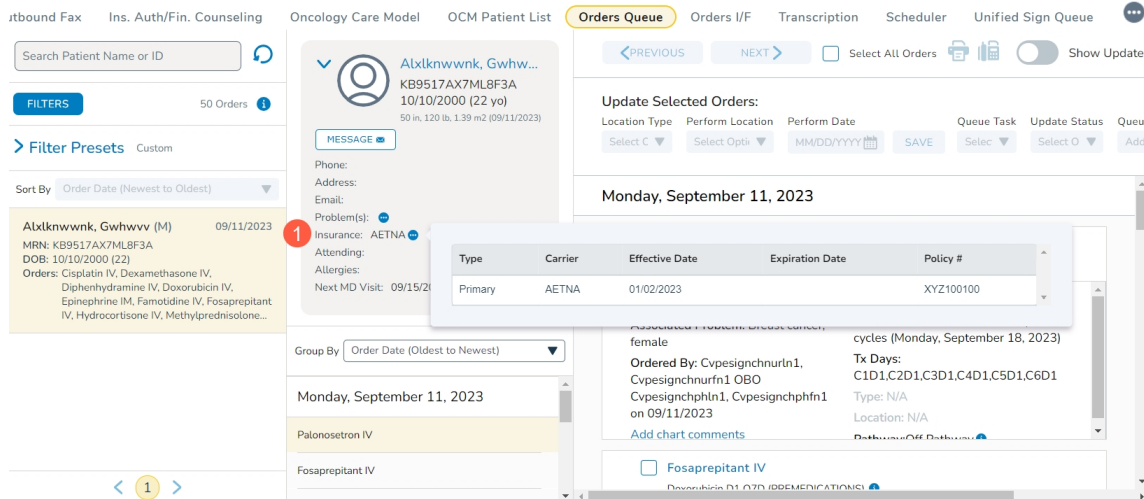 utbound Fax Ins. Auth/Fin. Counseling Oncology Care Model OCM Patient List Orders Queue Orders I/F Transcription Scheduler Unified Sign Queue
Search Patient Name or ID
FILTERS 50 Orders
Filter Presets Custom
Sort By Order Date (Newest to Oldest)
Alxlknwwnk, Gwhwvv (M) 09/11/2023
MRN: KB9517AX7ML8F3A
DOB: 10/10/2000 (22)
Orders: Cisplatin IV, Dexamethasone IV,
Diphenhydramine IV, Doxorubicin IV,
Epinephrine IM, Famotidine IV, Fosaprepitant
IV, Hydrocortisone IV, Methylprednisolone...
1
Alxlknwwnk, Gwhw...
KB9517AX7ML8F3A
10/10/2000 (22 yo)
50 in, 120 lb, 1.39 m2 (09/11/2023)
MESSAGE
Phone:
Address:
Email:
Problem(s):
1
Insurance: AETNA
Attending:
Allergies:
Next MD Visit: 09/15/20
Group By Order Date (Oldest to Newest)
Monday, September 11, 2023
Palonosetron IV
Fosaprepitant IV
PREVIOUS NEXT Select All Orders Show Update
Update Selected Orders:
Location Type Perform Location Perform Date Queue Task Update Status Queu
Select C Select Optic MM/DD/YYYY SAVE Selec Select O Add
Monday, September 11, 2023
Type Carrier Effective Date Expiration Date Policy #
Primary AETNA 01/02/2023 XYZ100100
Associated Problem: Breast cancer,
female
Ordered By: Cvpesignchnurln1,
Cvpesignchnurfn1 OBO
Cvpesignchphln1, Cvpesignchphfn1
on 09/11/2023
Add chart comments
cycles (Monday, September 18, 2023)
Tx Days:
C1D1,C2D1,C3D1,C4D1,C5D1,C6D1
Type: N/A
Location: N/A
Pathway:Off Pathway
Fosaprepitant IV
Doxorubicin D1 Q7D (PREMEDICATIONS)